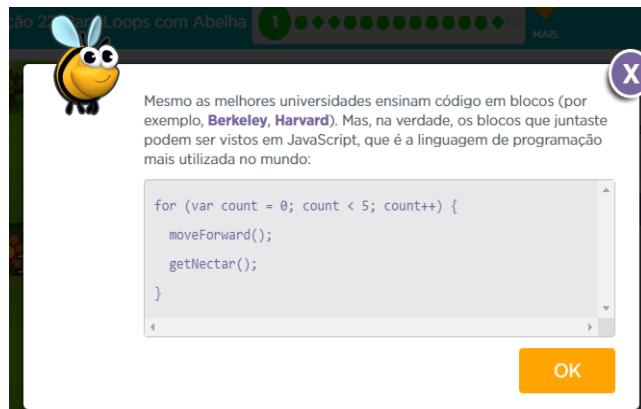 ção 2 Loops com Abelha 1 MAIS
X
Mesmo as melhores universidades ensinam código em blocos (por
exemplo, Berkeley, Harvard). Mas, na verdade, os blocos que juntaste
podem ser vistos em JavaScript, que é a linguagem de programação
mais utilizada no mundo:
for (var count = 0; count < 5; count++) {
moveForward();
getNectar();
}
OK